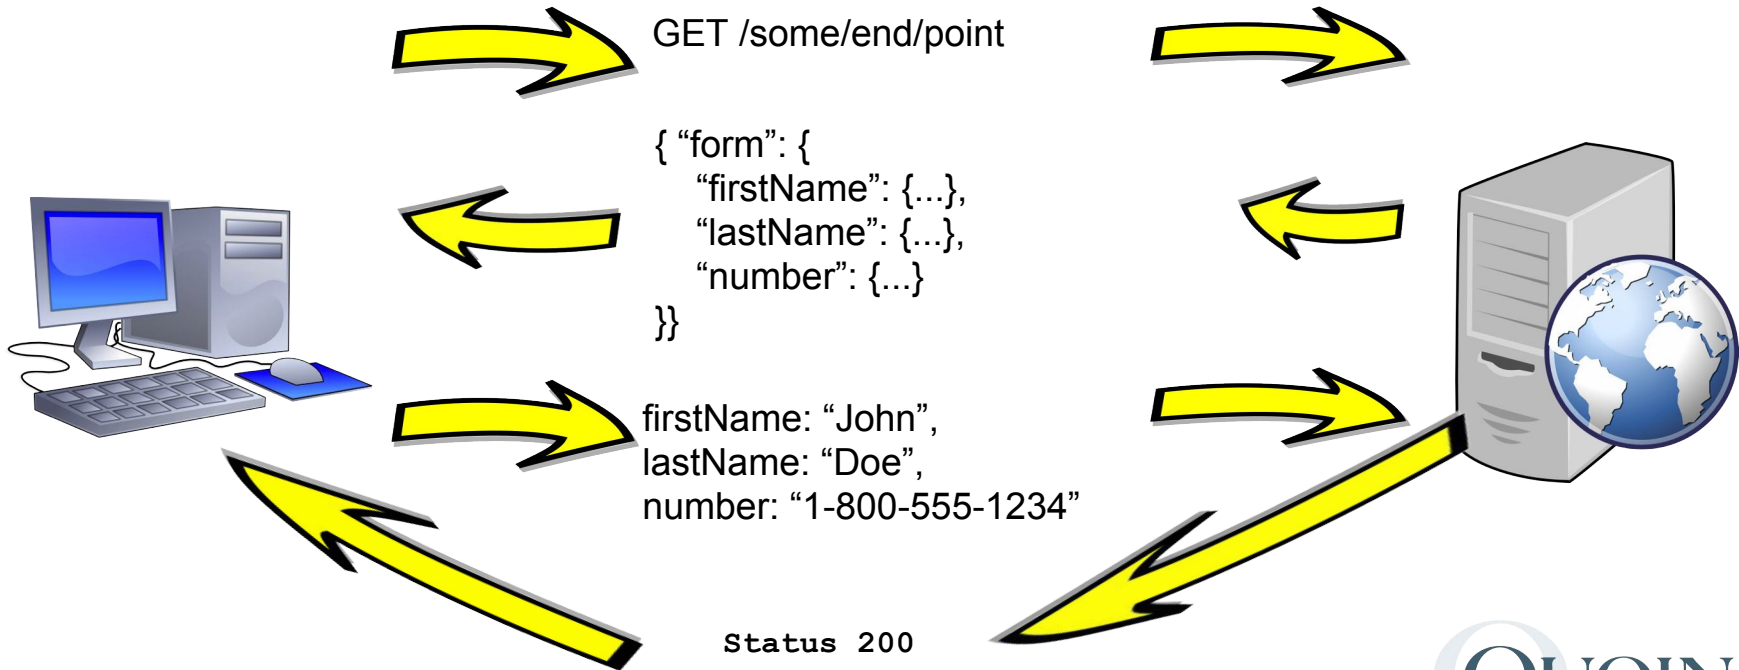 GET /some/end/point
{ “form”: {
“firstName”: {...},
“lastName”: {...},
“number”: {...}
}}
firstName: “John”,
lastName: “Doe”,
number: “1-800-555-1234”
Status 200
QUOIN